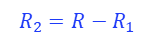 R₂ = R − R₁